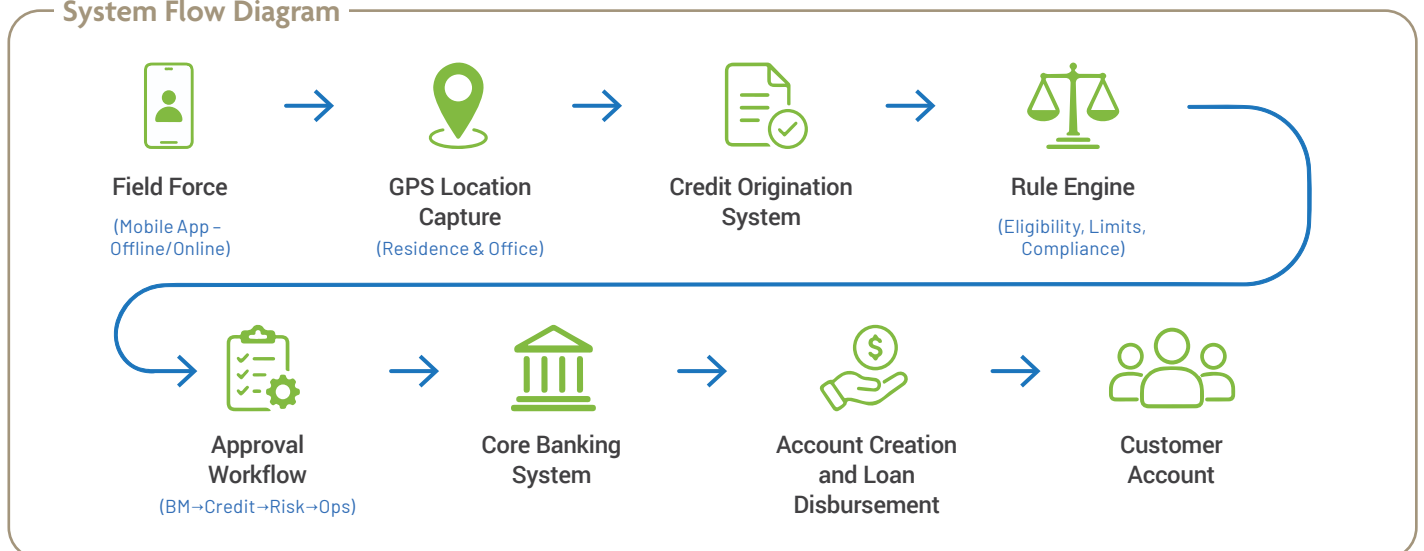 System Flow Diagram
Field Force
(Mobile App –
Offline/Online)
GPS Location
Capture
(Residence & Office)
Credit Origination
System
Rule Engine
(Eligibility, Limits,
Compliance)
Approval
Workflow
(BM→Credit→Risk→Ops)
Core Banking
System
$
Account Creation
and Loan
Disbursement
Customer
Account